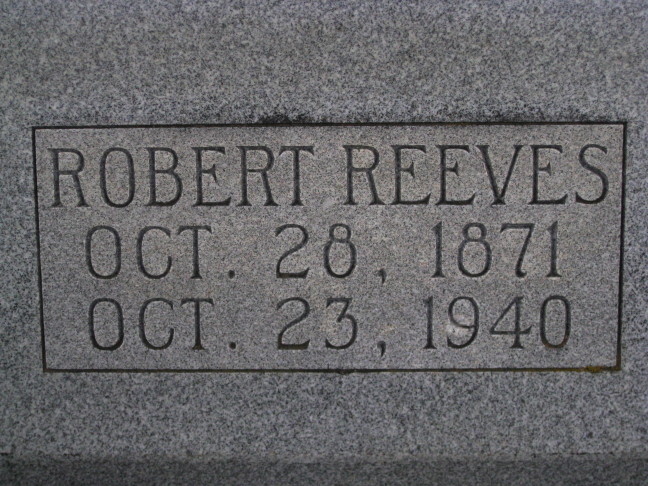 ROBERT REEVES
OCT. 28, 1871
OCT. 23, 1940